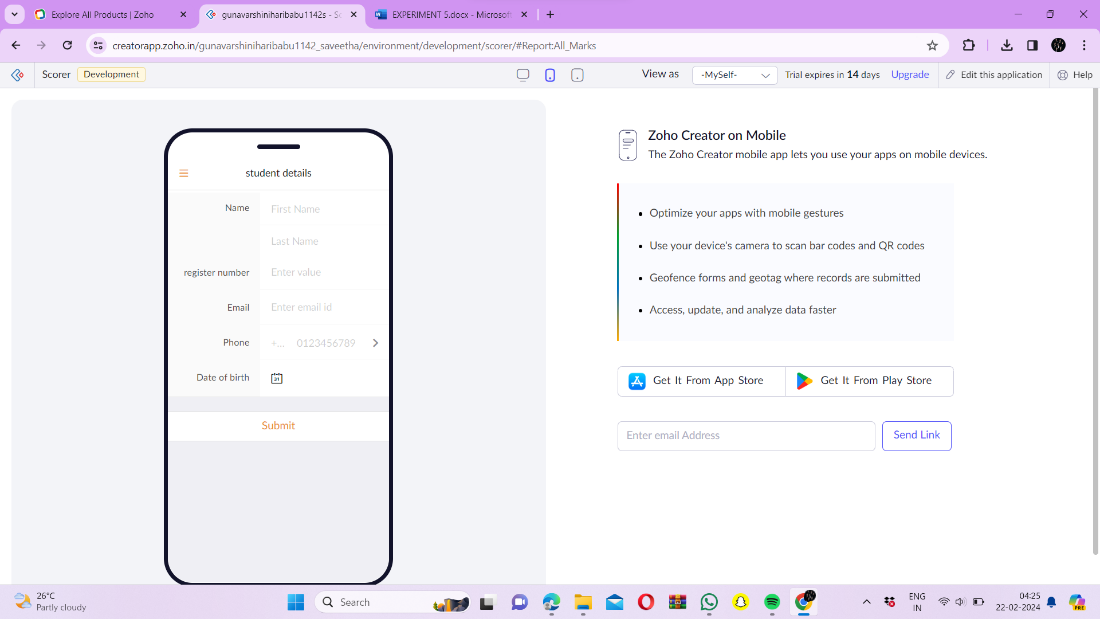 Explore All Products | Zoho
gunavarshiniharibabu1142s - Sc
EXPERIMENT 5.docx - Microsoft
creatorapp.zoho.in/gunavarshiniharibabu1142_saveetha/environment/development/scorer/#Report:All_Marks
Scorer
Development
View as
-MySelf-
Trial expires in 14 days
Upgrade
Edit this application
Help
student details
Name
First Name
Last Name
register number
Enter value
Email
Enter email id
Phone
+...
0123456789
Date of birth
31
Submit
Zoho Creator on Mobile
The Zoho Creator mobile app lets you use your apps on mobile devices.
Optimize your apps with mobile gestures
Use your device's camera to scan bar codes and QR codes
Geofence forms and geotag where records are submitted
Access, update, and analyze data faster
Get It From App Store
Get It From Play Store
Enter email Address
Send Link
26°C
Partly cloudy
Search
ENG
IN
04:25
22-02-2024
PRE